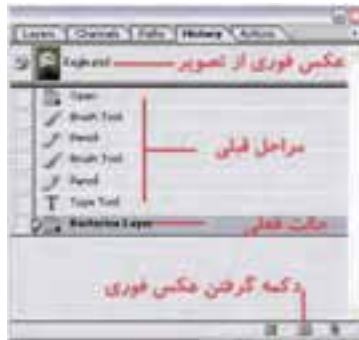 Layers Channels Paths History Actions
عکس فوری از تصویر
Open
Brush Tool
Pencil
مراحل قبلی
Brush Tool
Pencil
Type Tool
Rasterize Layer حالت فعلی
دکمه گرفتن عکس فوری